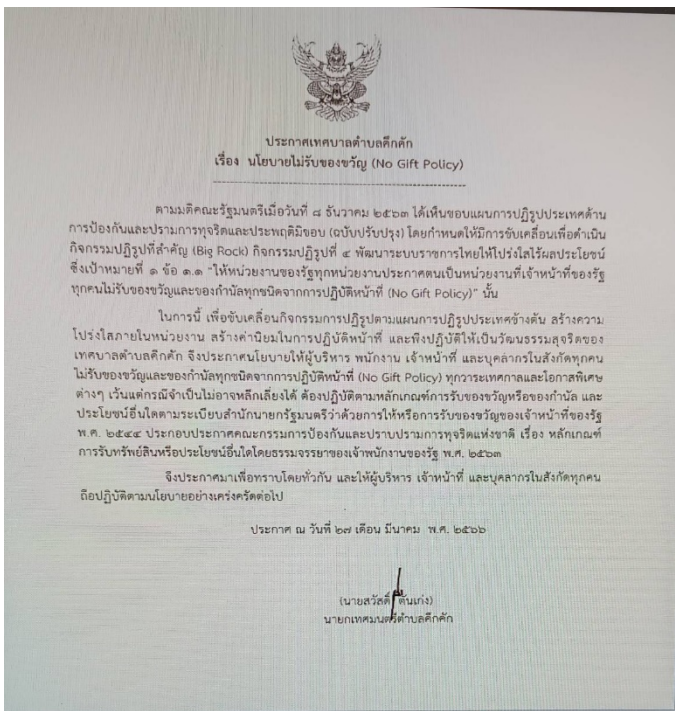 ประกาศเทศบาลตำบลคึกคัก
เรื่อง นโยบายไม่รับของขวัญ (No Gift Policy)
ตามมติคณะรัฐมนตรีเมื่อวันที่ ๘ ธันวาคม ๒๕๖๓ ได้เห็นชอบแผนการปฏิรูปประเทศด้าน
การป้องกันและปรามการทุจริตและประพฤติมิชอบ (ฉบับปรับปรุง) โดยกำหนดให้มีการขับเคลื่อนเพื่อดำเนิน
กิจกรรมปฏิรูปที่สำคัญ (Big Rock) กิจกรรมปฏิรูปที่ ๔ พัฒนาระบบราชการไทยให้โปร่งใสไร้ผลประโยชน์
ซึ่งเป้าหมายที่ ๑ ข้อ ๑.๑ “ให้หน่วยงานของรัฐทุกหน่วยงานประกาศตนเป็นหน่วยงานที่เจ้าหน้าที่ของรัฐ
ทุกคนไม่รับของขวัญและของกำนัลทุกชนิดจากการปฏิบัติหน้าที่ (No Gift Policy)” นั้น
ในการนี้ เพื่อขับเคลื่อนกิจกรรมการปฏิรูปตามแผนการปฏิรูปประเทศข้างต้น สร้างความ
โปร่งใสภายในหน่วยงาน สร้างค่านิยมในการปฏิบัติหน้าที่ และพึงปฏิบัติให้เป็นวัฒนธรรมสุจริตของ
เทศบาลตำบลคึกคัก จึงประกาศนโยบายให้ผู้บริหาร พนักงาน เจ้าหน้าที่ และบุคลากรในสังกัดทุกคน
ไม่รับของขวัญและของกำนัลทุกชนิดจากการปฏิบัติหน้าที่ (No Gift Policy) ทุกวาระเทศกาลและโอกาสพิเศษ
ต่างๆ เว้นแต่กรณีจำเป็นไม่อาจหลีกเลี่ยงได้ ต้องปฏิบัติตามหลักเกณฑ์การรับของขวัญหรือของกำนัล และ
ประโยชน์อื่นใดตามระเบียบสำนักนายกรัฐมนตรีว่าด้วยการให้หรือการรับของขวัญของเจ้าหน้าที่ของรัฐ
พ.ศ. ๒๕๔๔ ประกอบประกาศคณะกรรมการป้องกันและปราบปรามการทุจริตแห่งชาติ เรื่อง หลักเกณฑ์
การรับทรัพย์สินหรือประโยชน์อื่นใดโดยธรรมจรรยาของเจ้าพนักงานของรัฐ พ.ศ. ๒๕๖๓
จึงประกาศมาเพื่อทราบโดยทั่วกัน และให้ผู้บริหาร เจ้าหน้าที่ และบุคลากรในสังกัดทุกคน
ถือปฏิบัติตามนโยบายอย่างเคร่งครัดต่อไป
ประกาศ ณ วันที่ ๒๗ เดือน มีนาคม พ.ศ. ๒๕๖๖
(นายสวัสดิ์ ตันเก่ง)
นายกเทศมนตรีตำบลคึกคัก